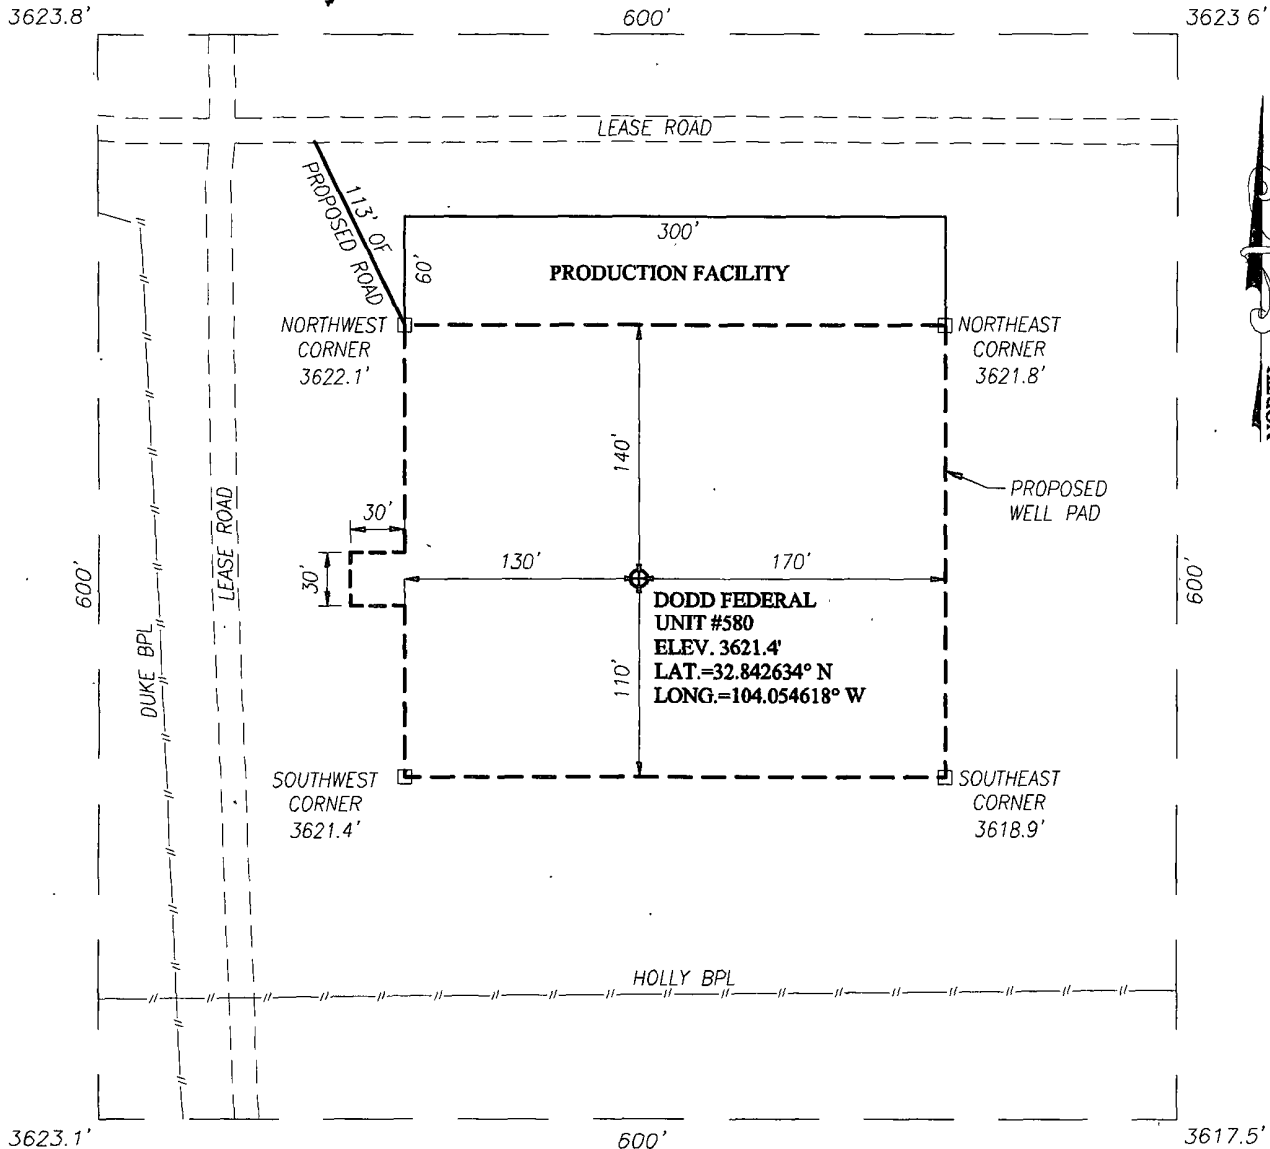 3623.8'
600'
3623 6'
LEASE ROAD
113' OF
PROPOSED ROAD
300'
60'
PRODUCTION FACILITY
NORTHWEST
CORNER
3622.1'
NORTHEAST
CORNER
3621.8'
NORTH
140'
PROPOSED
WELL PAD
LEASE ROAD
30'
30'
130'
170'
600'
600'
DODD FEDERAL
UNIT #580
ELEV. 3621.4'
LAT.=32.842634° N
LONG.=104.054618° W
110'
DUKE BPL
SOUTHWEST
CORNER
3621.4'
SOUTHEAST
CORNER
3618.9'
HOLLY BPL
3623.1'
600'
3617.5'